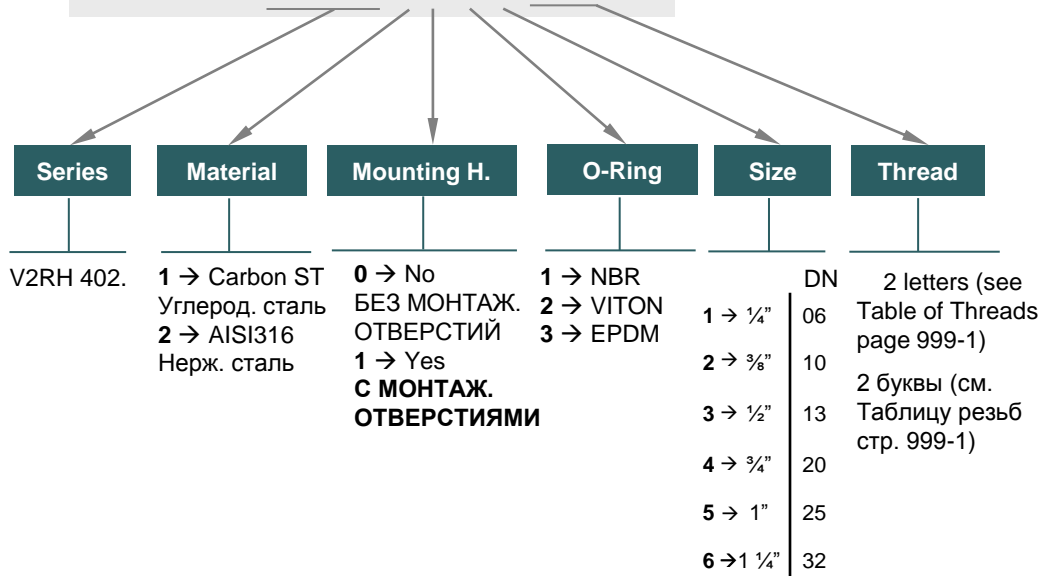 Series
Material
Mounting H.
O-Ring
Size
Thread
V2RH 402.
1 → Carbon ST
Углерод. сталь
2 → AISI316
Нерж. сталь
0 → No
БЕЗ МОНТАЖ.
ОТВЕРСТИЙ
1 → Yes
С МОНТАЖ.
ОТВЕРСТИЯМИ
1 → NBR
2 → VITON
3 → EPDM
DN
1 → ¼” 06
2 → ⅜” 10
3 → ½” 13
4 → ¾” 20
5 → 1” 25
6 →1 ¼” 32
2 letters (see
Table of Threads
page 999-1)
2 буквы (см.
Таблицу резьб
стр. 999-1)